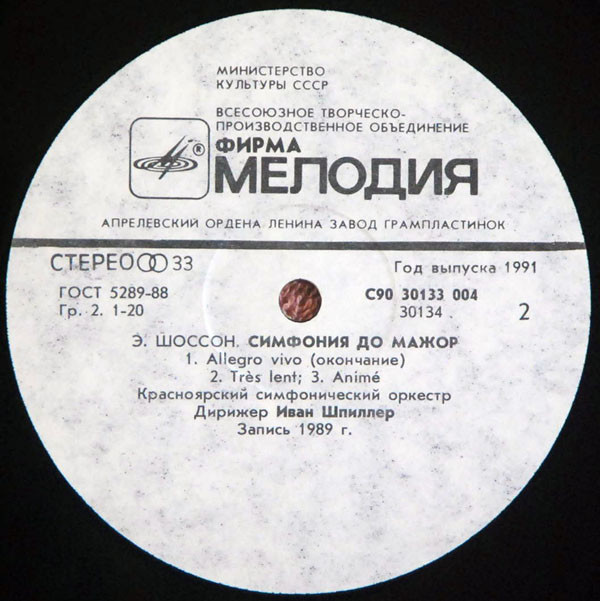 МИНИСТЕРСТВО
КУЛЬТУРЫ СССР
ВСЕСОЮЗНОЕ ТВОРЧЕСКО-
ПРОИЗВОДСТВЕННОЕ ОБЪЕДИНЕНИЕ
ФИРМА
® МЕЛОДИЯ
АПРЕЛЕВСКИЙ ОРДЕНА ЛЕНИНА ЗАВОД ГРАМПЛАСТИНОК
СТЕРЕО 33 Год выпуска 1991
ГОСТ 5289-88 С90 30133 004
Гр. 2. 1-20 30134 2
Э. ШОССОН. СИМФОНИЯ ДО МАЖОР
1. Allegro vivo (окончание)
2. Très lent; 3. Animé
Красноярский симфонический оркестр
Дирижер Иван Шпиллер
Запись 1989 г.